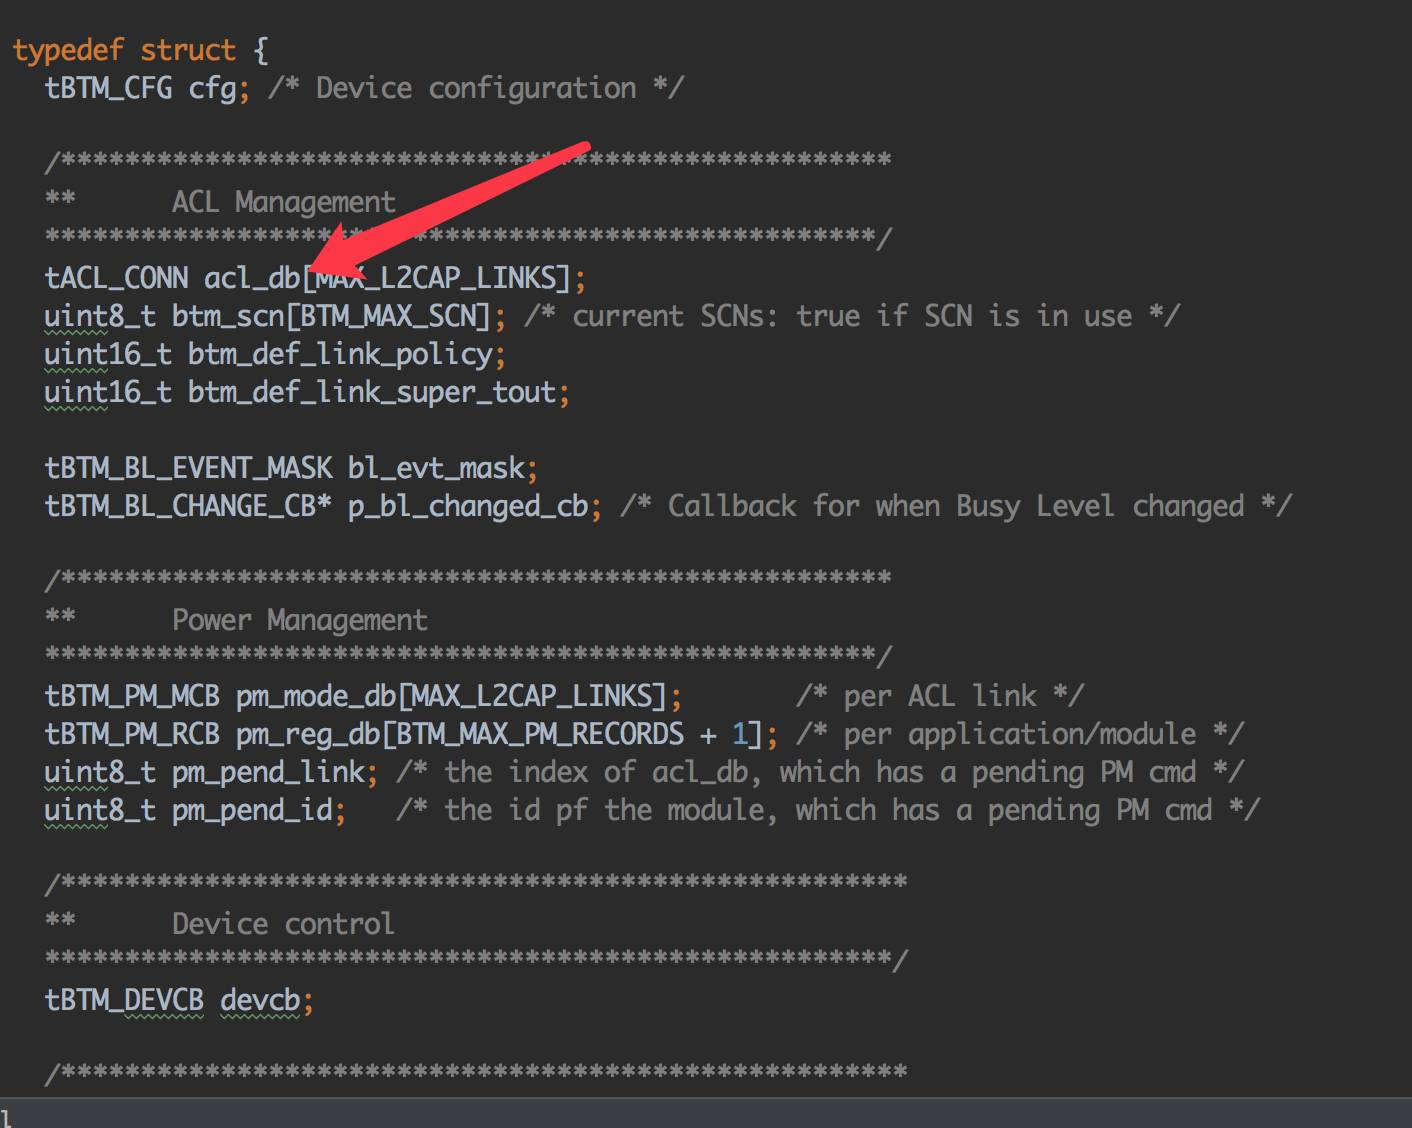 typedef struct {
tBTM_CFG cfg; /* Device configuration */
/****************************************************
** ACL Management
****************************************************/
tACL_CONN acl_db[MAX_L2CAP_LINKS];
uint8_t btm_scn[BTM_MAX_SCN]; /* current SCNs: true if SCN is in use */
uint16_t btm_def_link_policy;
uint16_t btm_def_link_super_tout;
tBTM_BL_EVENT_MASK bl_evt_mask;
tBTM_BL_CHANGE_CB* p_bl_changed_cb; /* Callback for when Busy Level changed */
/****************************************************
** Power Management
****************************************************/
tBTM_PM_MCB pm_mode_db[MAX_L2CAP_LINKS]; /* per ACL link */
tBTM_PM_RCB pm_reg_db[BTM_MAX_PM_RECORDS + 1]; /* per application/module */
uint8_t pm_pend_link; /* the index of acl_db, which has a pending PM cmd */
uint8_t pm_pend_id; /* the id pf the module, which has a pending PM cmd */
/*****************************************************
** Device control
*****************************************************/
tBTM_DEVCB devcb;
/*****************************************************